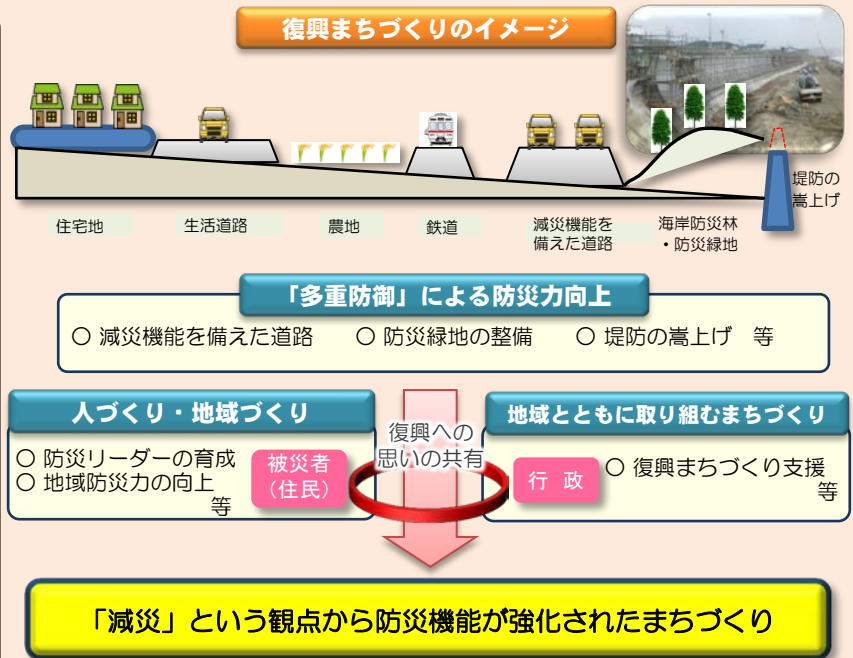 復興まちづくりのイメージ
堤防の
嵩上げ
住宅地
生活道路
農地
鉄道
減災機能を
備えた道路
海岸防災林
・防災緑地
「多重防御」による防災力向上
○ 減災機能を備えた道路 ○ 防災緑地の整備 ○ 堤防の嵩上げ 等
人づくり・地域づくり
○ 防災リーダーの育成
○ 地域防災力の向上
等
被災者
（住民）
復興への
思いの共有
地域とともに取り組むまちづくり
行 政
○ 復興まちづくり支援
等
「減災」という観点から防災機能が強化されたまちづくり